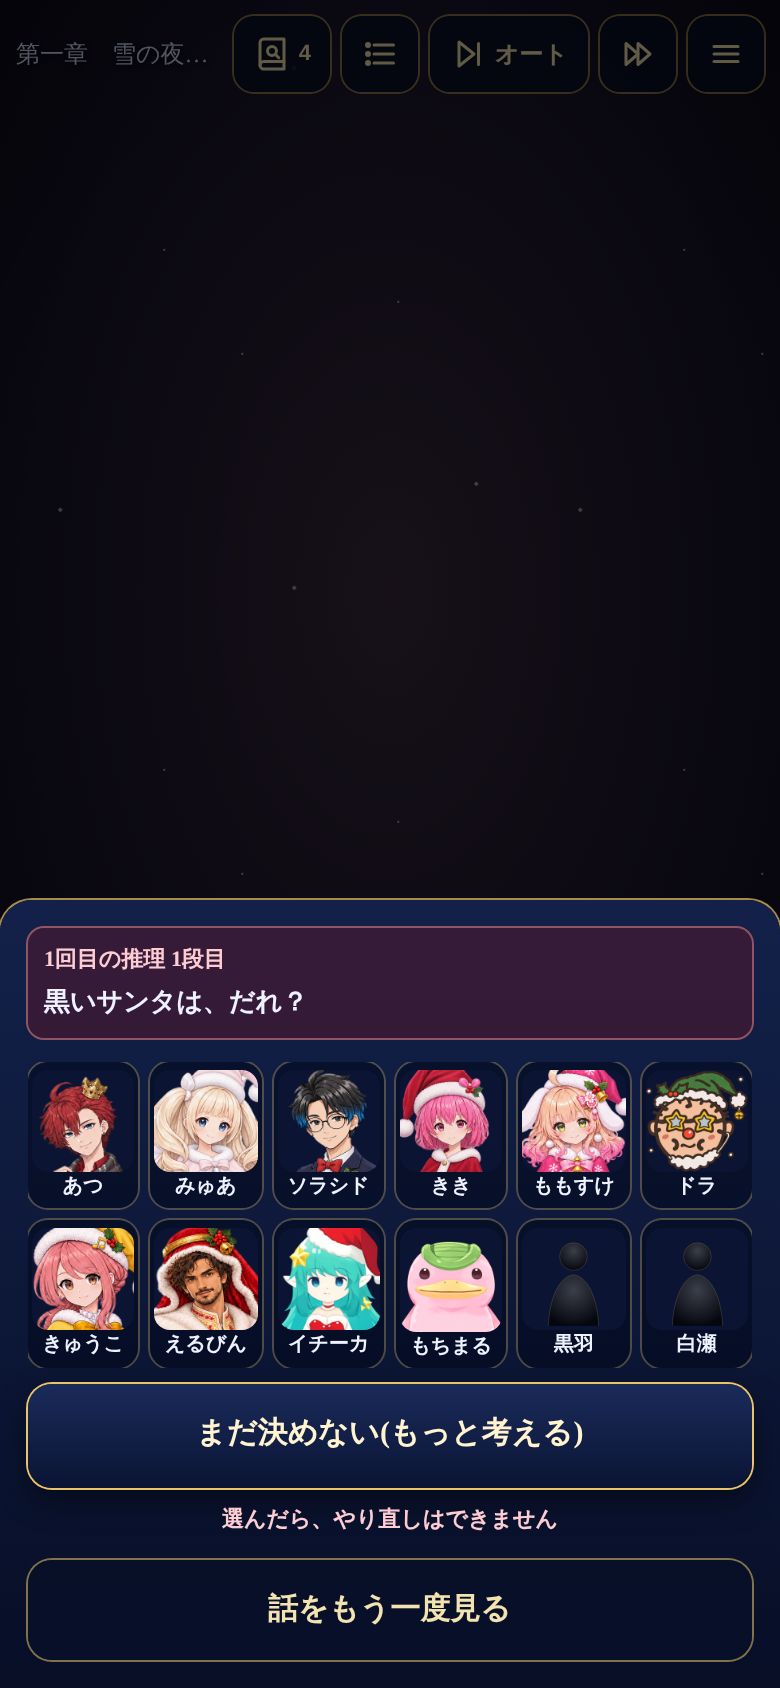 第一章　雪の夜…
4
オート
1回目の推理 1段目
黒いサンタは、だれ？
あつ
みゅあ
ソラシド
きき
ももすけ
ドラ
きゅうこ
えるびん
イチーカ
もちまる
黒羽
白瀬
まだ決めない(もっと考える)
選んだら、やり直しはできません
話をもう一度見る